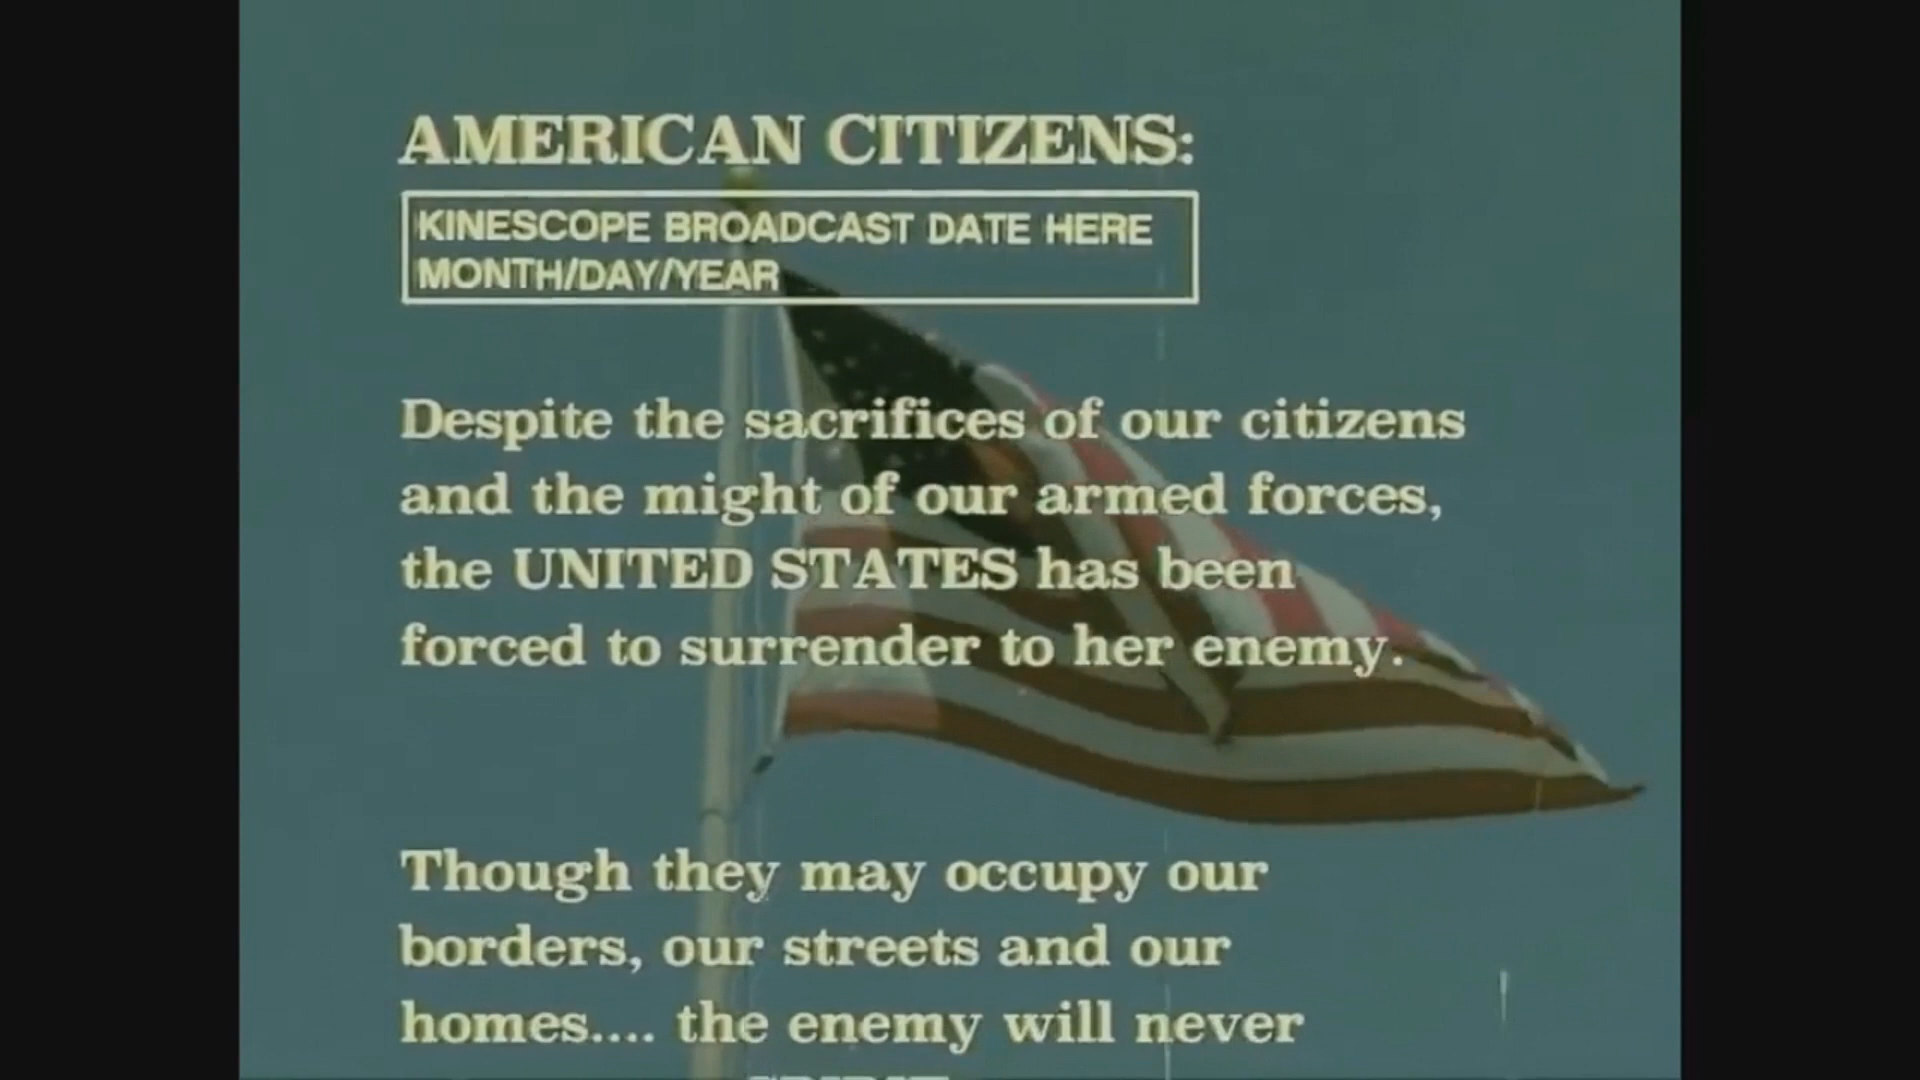 AMERICAN CITIZENS:
KINESCOPE BROADCAST DATE HERE
MONTH/DAY/YEAR
Despite the sacrifices of our citizens
and the might of our armed forces,
the UNITED STATES has been
forced to surrender to her enemy.
Though they may occupy our
borders, our streets and our
homes.... the enemy will never